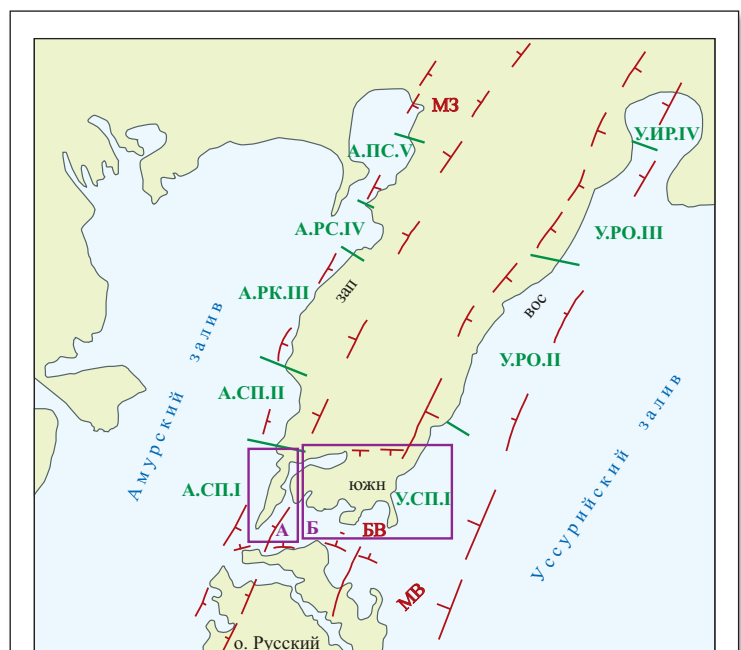 МЗ
У.ИР.IV
А.ПС.V
А.РС.IV
У.РО.III
зап
А.РК.III
вос
Амурский залив
У.РО.II
А.СП.II
Уссурийский залив
А.СП.I
южн
У.СП.I
А
Б
БВ
МВ
о. Русский